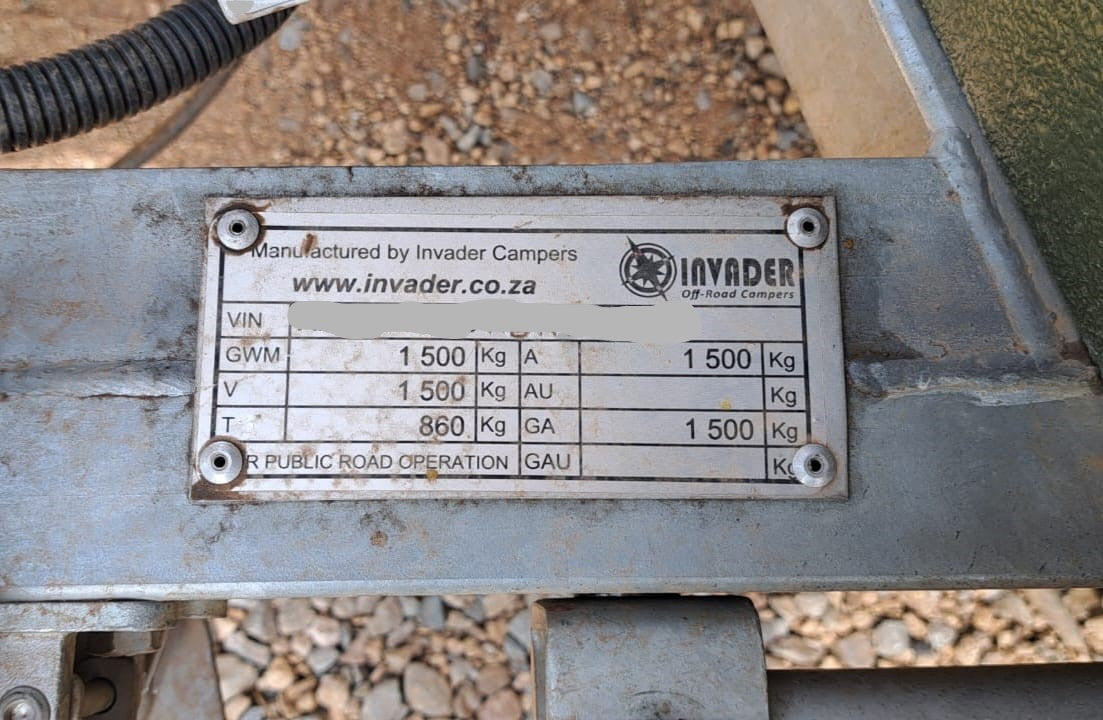 Manufactured by Invader Campers
www.invader.co.za
INVADER
Off-Road Campers
VIN
GWM 1 500 Kg A 1 500 Kg
V 1 500 Kg AU Kg
T 860 Kg GA 1 500 Kg
R PUBLIC ROAD OPERATION GAU Kg